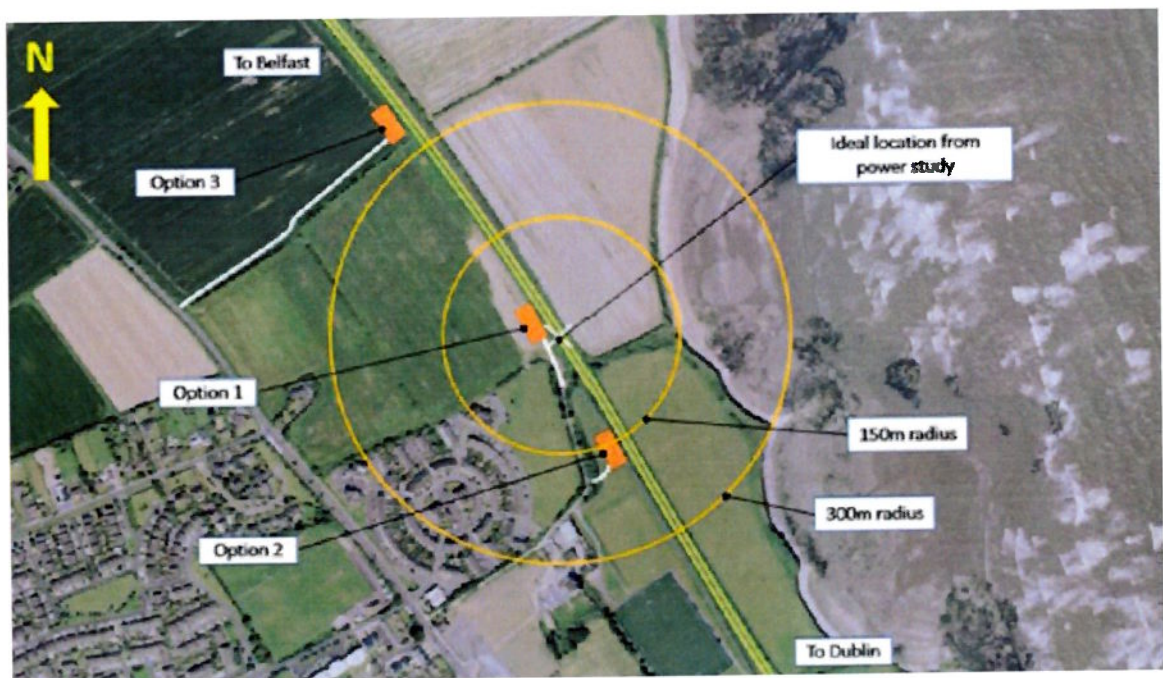 N
To Belfast
Ideal location from
power study
Option 3
Option 1
150m radius
300m radius
Option 2
To Dublin